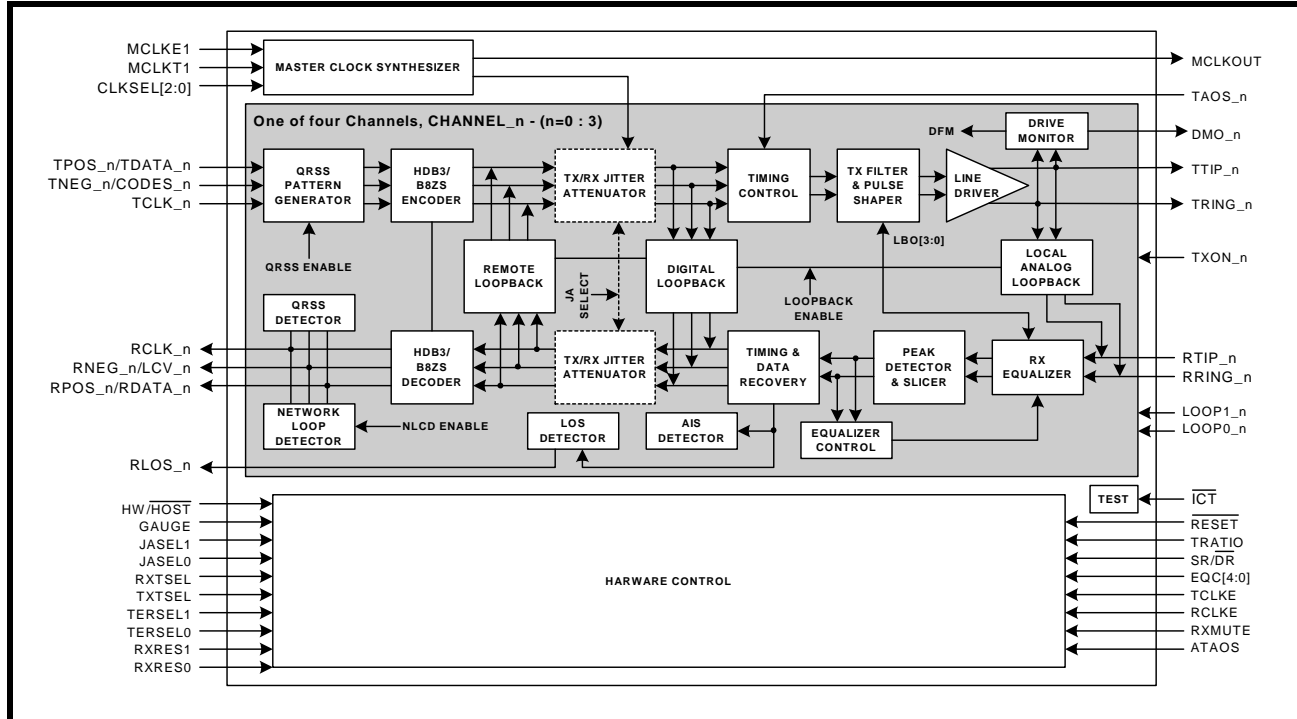 MCLKE1
MCLKT1
CLKSEL[2:0]
MASTER CLOCK SYNTHESIZER
MCLKOUT
TAOS_n
One of four Channels, CHANNEL_n - (n=0 : 3)
DFM
DRIVE
MONITOR
DMO_n
TPOS_n/TDATA_n
TNEG_n/CODES_n
TCLK_n
QRSS
PATTERN
GENERATOR
HDB3/
B8ZS
ENCODER
TX/RX JITTER
ATTENUATOR
TIMING
CONTROL
TX FILTER
& PULSE
SHAPER
LINE
DRIVER
TTIP_n
TRING_n
LBO[3:0]
QRSS ENABLE
REMOTE
LOOPBACK
JA
SELECT
DIGITAL
LOOPBACK
LOOPBACK
ENABLE
LOCAL
ANALOG
LOOPBACK
TXON_n
QRSS
DETECTOR
RCLK_n
RNEG_n/LCV_n
RPOS_n/RDATA_n
HDB3/
B8ZS
DECODER
TX/RX JITTER
ATTENUATOR
TIMING &
DATA
RECOVERY
PEAK
DETECTOR
& SLICER
RX
EQUALIZER
RTIP_n
RRING_n
NETWORK
LOOP
DETECTOR
NLCD ENABLE
LOS
DETECTOR
AIS
DETECTOR
EQUALIZER
CONTROL
LOOP1_n
LOOP0_n
RLOS_n
TEST
ICT
HW/HOST
GAUGE
JASEL1
JASEL0
RXTSEL
TXTSEL
TERSEL1
TERSEL0
RXRES1
RXRES0
HARWARE CONTROL
RESET
TRATIO
SR/DR
EQC[4:0]
TCLKE
RCLKE
RXMUTE
ATAOS